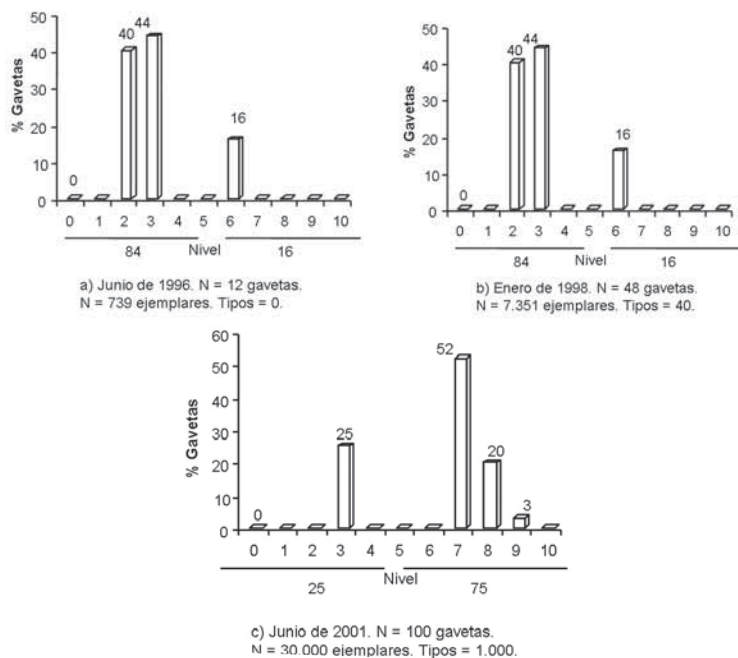 % Gavetas
50
40
30
20
10
0
0
40
44
16
0 1 2 3 4 5 6 7 8 9 10
84 Nivel 16
a) Junio de 1996. N = 12 gavetas.
N = 739 ejemplares. Tipos = 0.
% Gavetas
50
40
30
20
10
0
0
40
44
16
0 1 2 3 4 5 6 7 8 9 10
84 Nivel 16
b) Enero de 1998. N = 48 gavetas.
N = 7.351 ejemplares. Tipos = 40.
% Gavetas
60
50
40
30
20
10
0
0
25
52
20
3
0 1 2 3 4 5 6 7 8 9 10
25 Nivel 75
c) Junio de 2001. N = 100 gavetas.
N = 30.000 ejemplares. Tipos = 1.000.